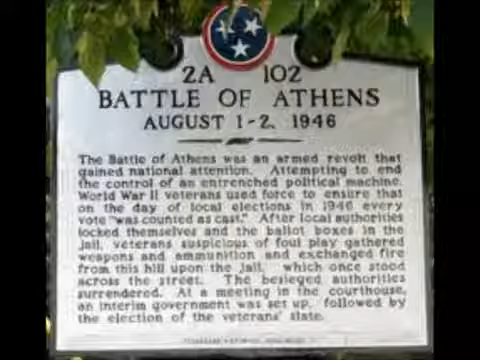 2A 102
BATTLE OF ATHENS
AUGUST 1-2, 1946
The Battle of Athens was an armed revolt that
gained national attention. Attempting to end
the control of an entrenched political machine,
World War II veterans used force to ensure that
on the day of local elections in 1946 every
vote "was counted as cast." After local authorities
locked themselves and the ballot boxes in the
jail, veterans suspicious of foul play gathered
weapons and ammunition and exchanged fire
from this hill upon the jail, which once stood
across the street. The besieged authorities
surrendered. At a meeting in the courthouse,
an interim government was set up, followed by
the election of the veterans' slate.